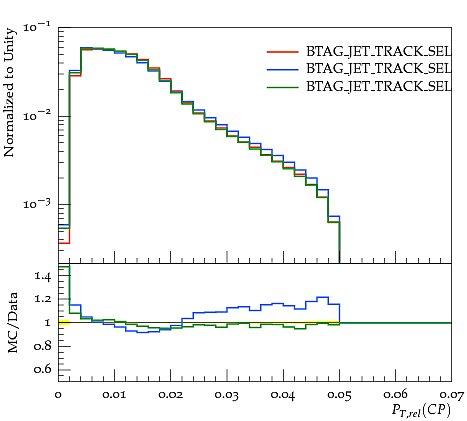 Normalized to Unity
10⁻¹
10⁻²
10⁻³
BTAG_JET_TRACK_SEL
BTAG_JET_TRACK_SEL
BTAG_JET_TRACK_SEL
MC/Data
1.4
1.2
1
0.8
0.6
0 0.01 0.02 0.03 0.04 0.05 0.06 0.07
P_{T,rel}(CP)